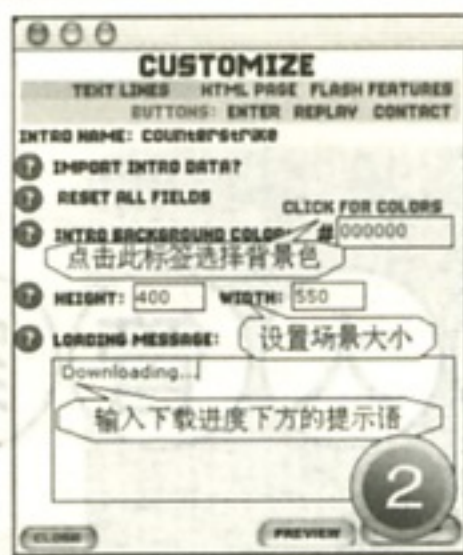 CUSTOMIZE
TEXT LINES HTML PAGE FLASH FEATURES
BUTTONS: ENTER REPLAY CONTACT
INTRO NAME: COUNTERSTRIKE
? IMPORT INTRO DATA?
? RESET ALL FIELDS
CLICK FOR COLORS
? INTRO BACKGROUND COLOR: # 000000
点击此标签选择背景色
? HEIGHT: 400 WIDTH: 550
设置场景大小
? LOADING MESSAGE:
Downloading...
输入下载进度下方的提示语
2
CLOSE PREVIEW